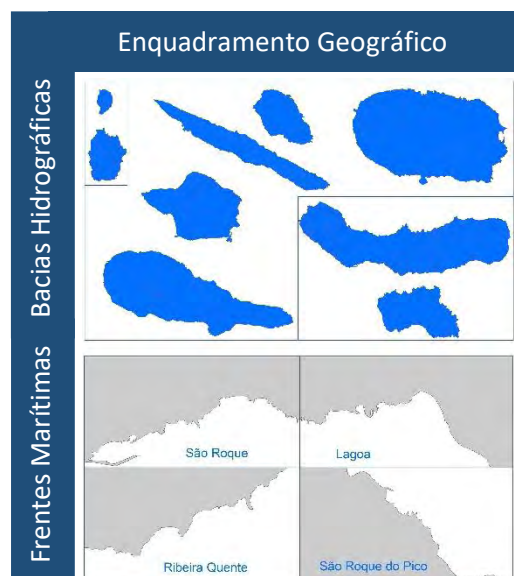 Enquadramento Geográfico
Bacias Hidrográficas
Frentes Marítimas
São Roque
Lagoa
Ribeira Quente
São Roque do Pico